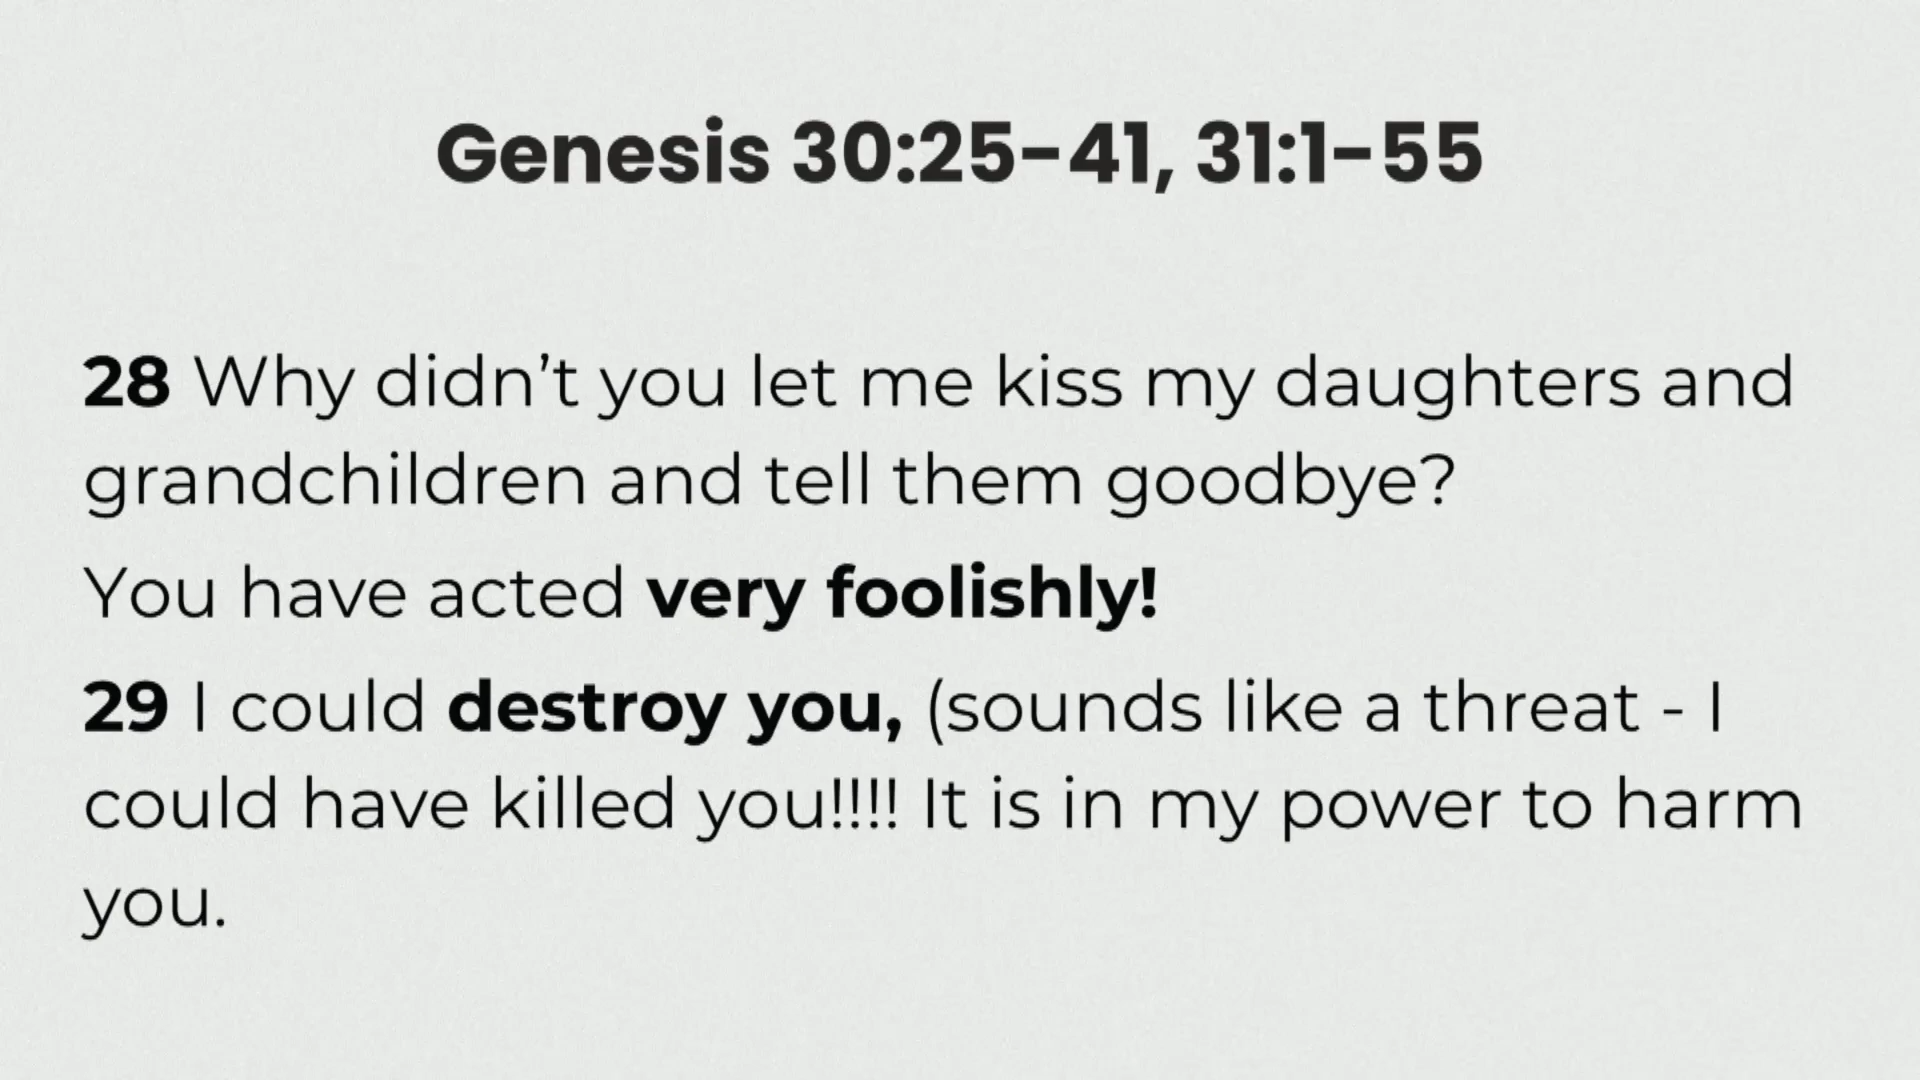 Genesis 30:25-41, 31:1-55
28 Why didn’t you let me kiss my daughters and
grandchildren and tell them goodbye?
You have acted very foolishly!
29 I could destroy you, (sounds like a threat - I
could have killed you!!!! It is in my power to harm
you.